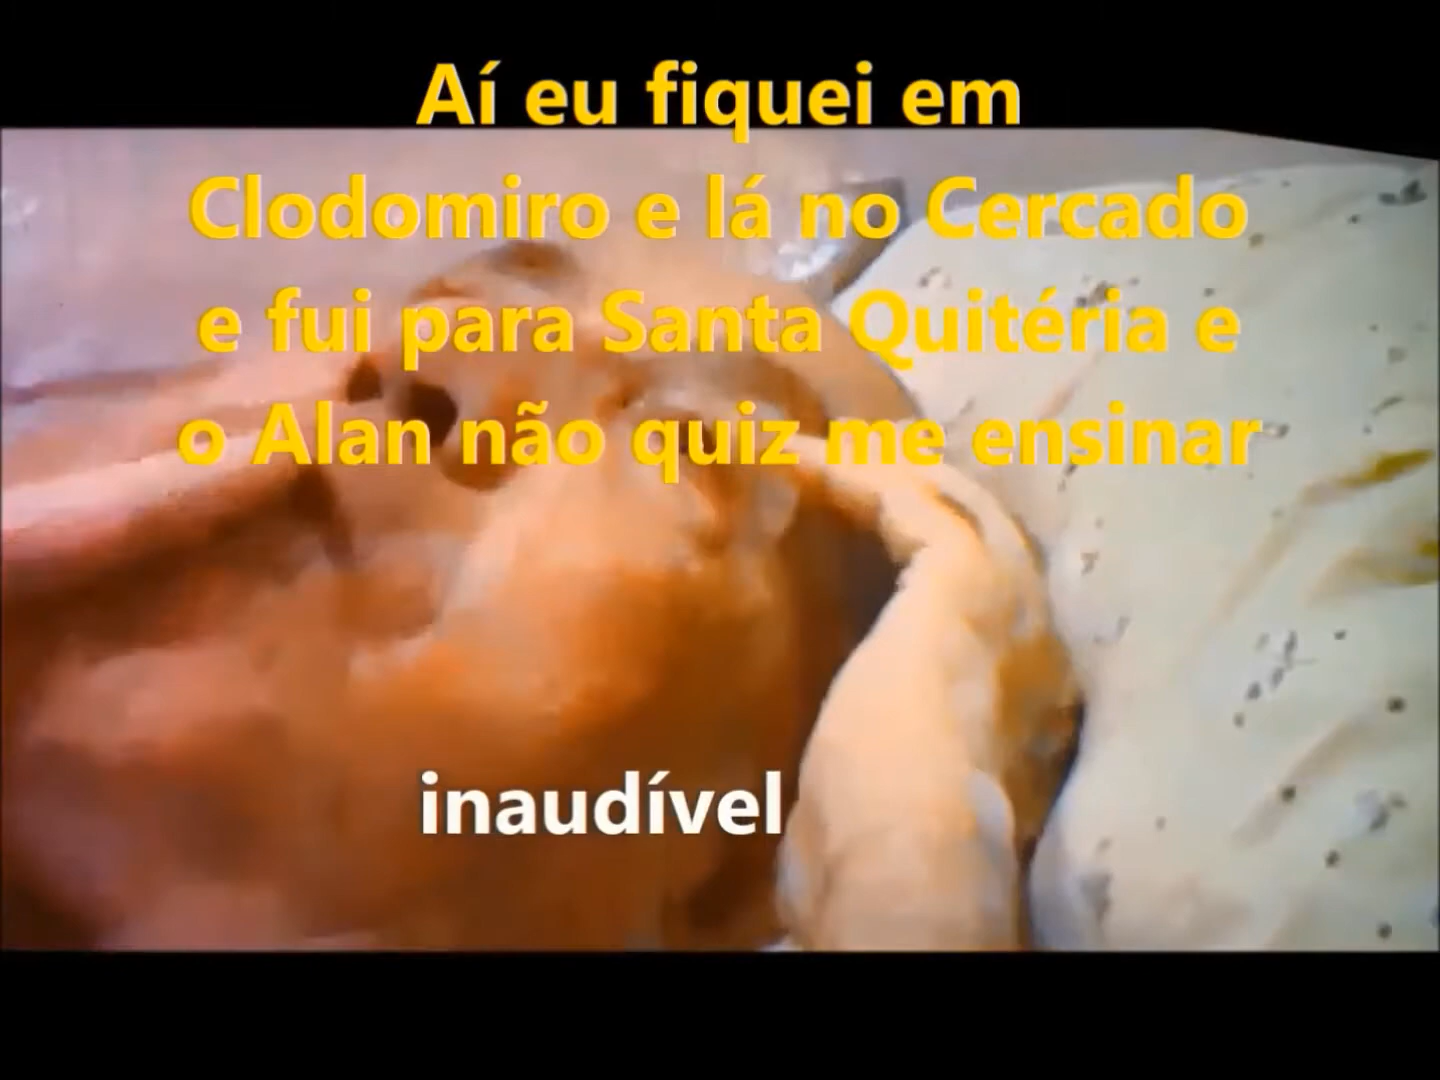 Aí eu fiquei em
Clodomiro e lá no Cercado
e fui para Santa Quitéria e
o Alan não quiz me ensinar
inaudível